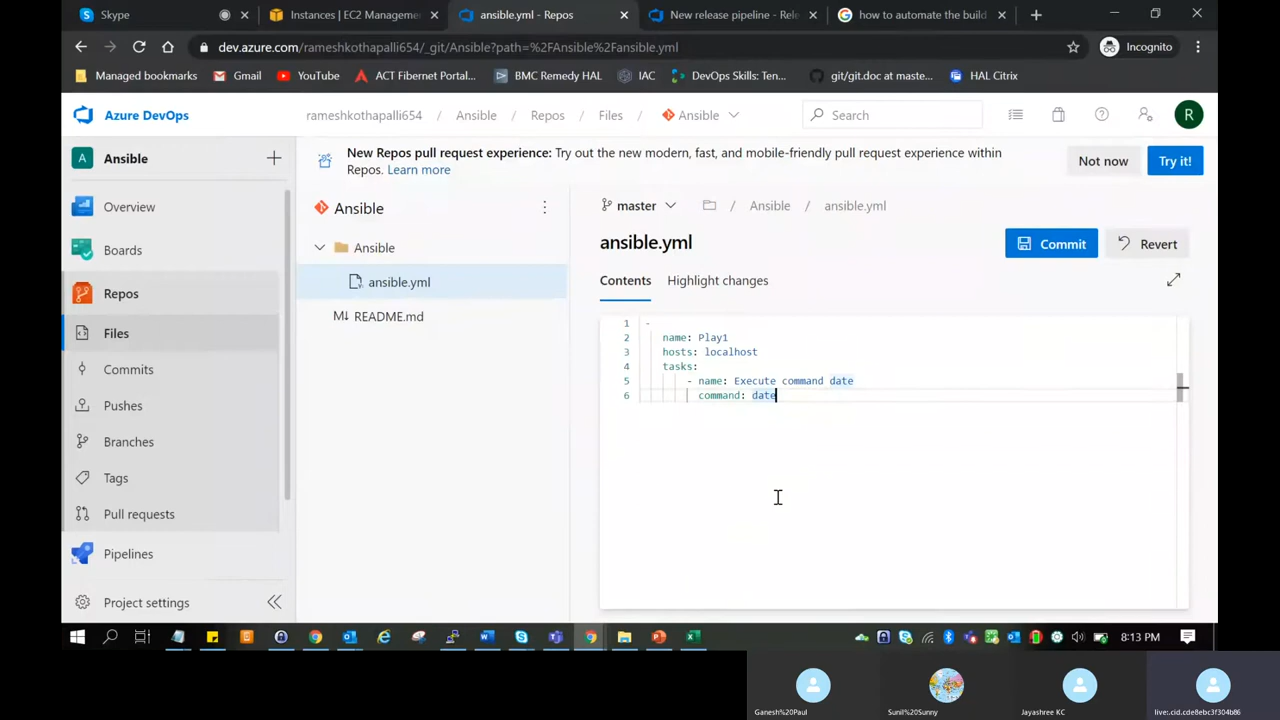 Skype
Instances | EC2 Manageme
ansible.yml - Repos
New release pipeline - Rele
how to automate the build
dev.azure.com/rameshkothapalli654/_git/Ansible?path=%2FAnsible%2Fansible.yml
Incognito
Managed bookmarks
Gmail
YouTube
ACT Fibernet Portal...
BMC Remedy HAL
IAC
DevOps Skills: Ten...
git/git.doc at maste...
HAL Citrix
Azure DevOps
rameshkothapalli654 / Ansible / Repos / Files / Ansible
Search
R
A Ansible
New Repos pull request experience: Try out the new modern, fast, and mobile-friendly pull request experience within
Repos. Learn more
Not now
Try it!
Overview
Boards
Repos
Files
Commits
Pushes
Branches
Tags
Pull requests
Pipelines
Project settings
Ansible
Ansible
ansible.yml
M↓ README.md
master / Ansible / ansible.yml
ansible.yml
Commit
Revert
Contents
Highlight changes
1 -
2 name: Play1
3 hosts: localhost
4 tasks:
5 - name: Execute command date
6 command: date
8:13 PM
Ganesh%20Paul
Sunil%20Sunny
Jayashree KC
live:.cid.cde8ebc3f304b86